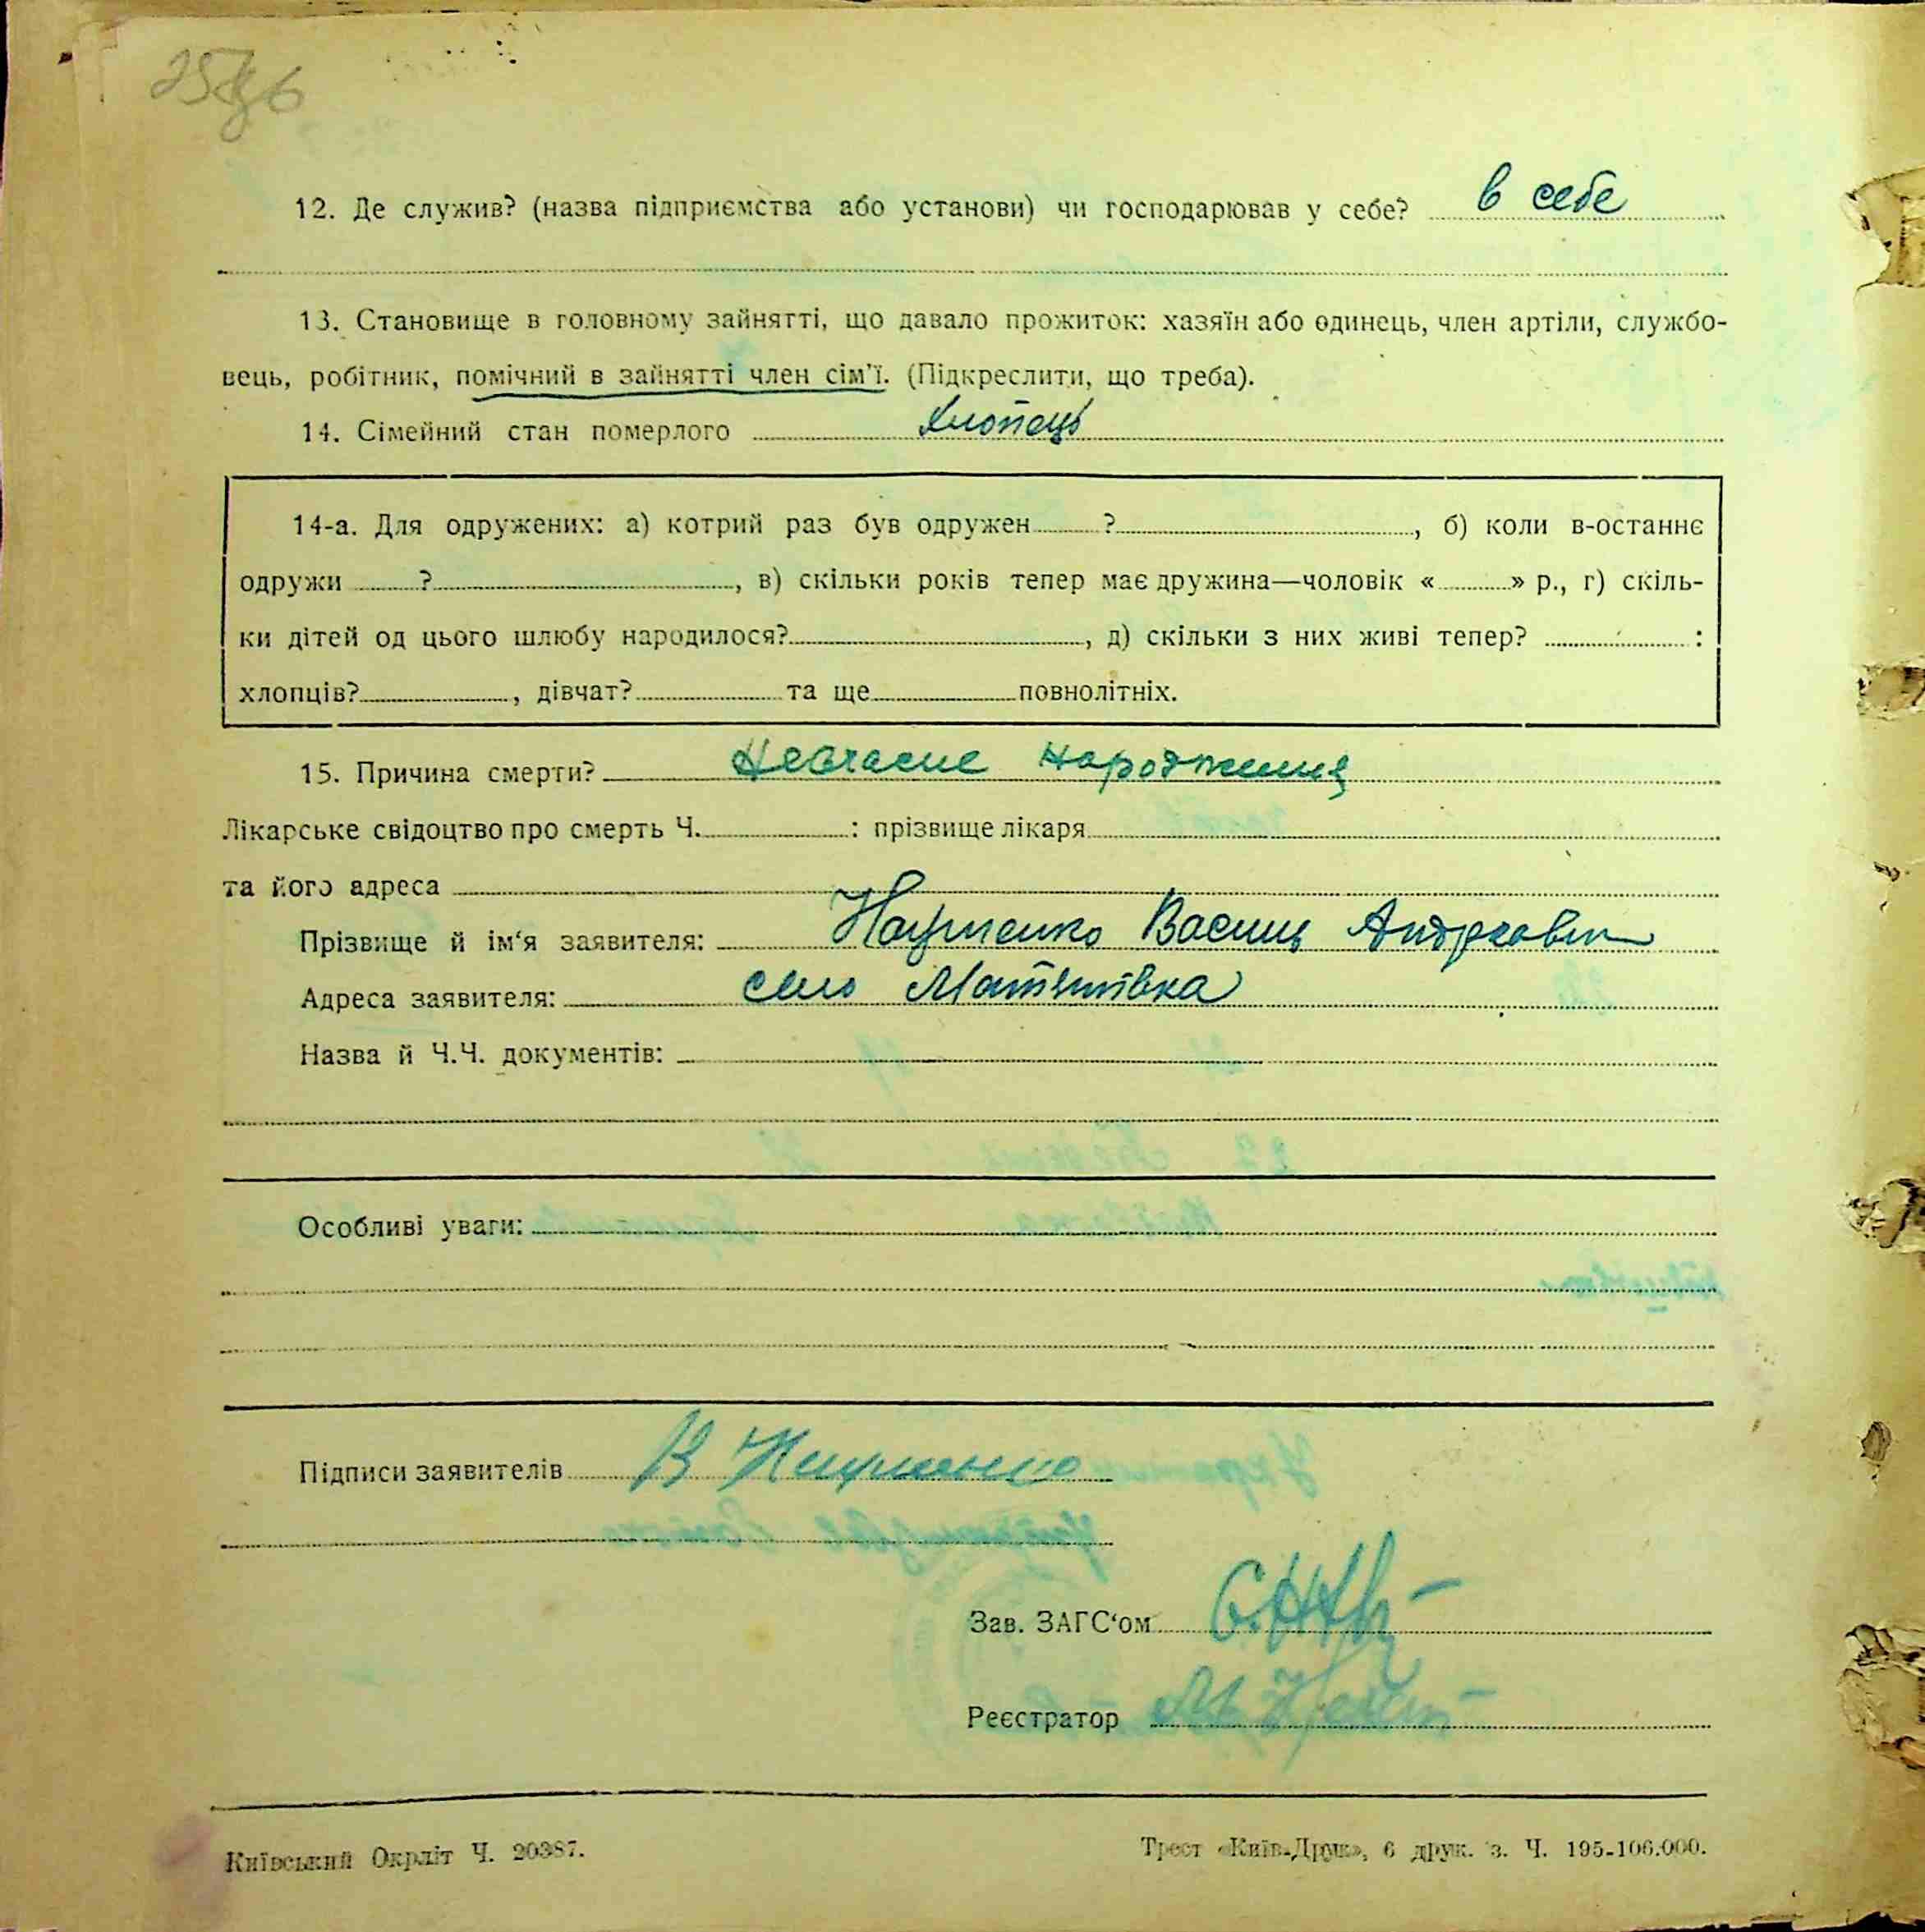 12. Де служив? (назва підприємства або установи) чи господарював у себе? в себе
13. Становище в головному зайнятті, що давало прожиток: хазяїн або одинець, член артіли, службо-
вець, робітник, помічний в зайнятті член сім'ї. (Підкреслити, що треба).
14. Сімейний стан померлого хлопець
14-а. Для одружених: а) котрий раз був одружен ?, б) коли в-останнє
одружи ?, в) скільки років тепер має дружина—чоловік « » р., г) скіль-
ки дітей од цього шлюбу народилося?, д) скільки з них живі тепер? :
хлопців? , дівчат? та ще повнолітніх.
15. Причина смерти? Невчасне народження
Лікарське свідоцтво про смерть Ч. : прізвище лікаря
та його адреса
Прізвище й ім'я заявителя: Науменко Василь Андреевич
Адреса заявителя: село
Назва й Ч.Ч. документів:
Особливі уваги:
Підписи заявителів В Науменко
Зав. ЗАГС'ом
Реєстратор
Київський Окрліт Ч. 20387.
Трест «Київ-Друк», 6 друк. з. Ч. 195-106.000.